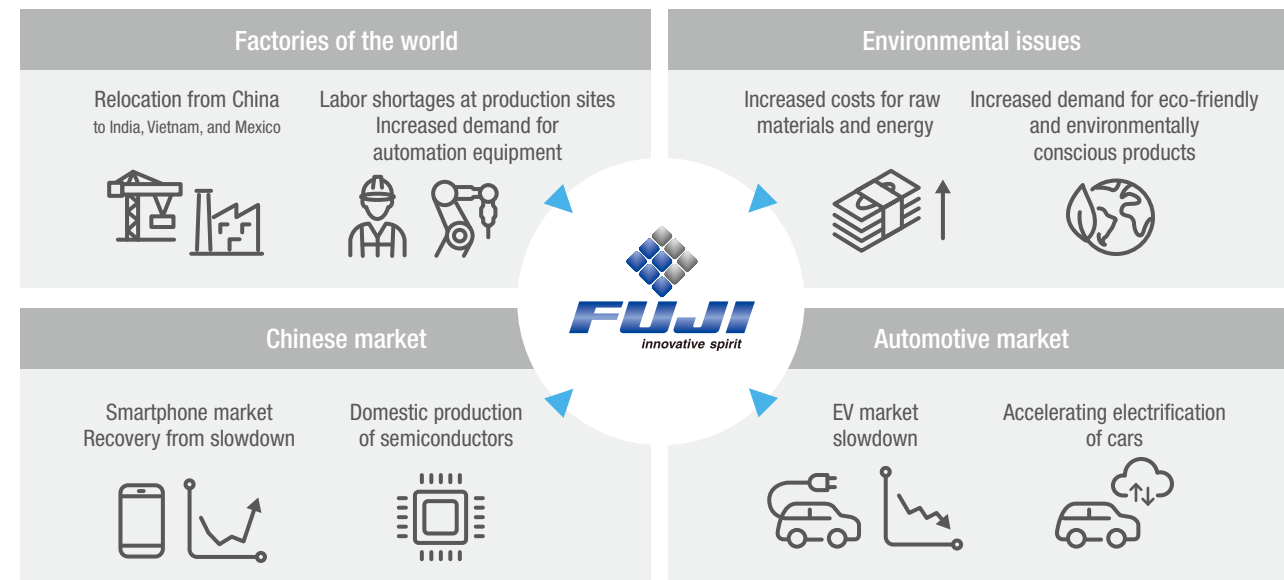 Factories of the world
Relocation from China
to India, Vietnam, and Mexico
Labor shortages at production sites
Increased demand for
automation equipment
Environmental issues
Increased costs for raw
materials and energy
Increased demand for eco-friendly
and environmentally
conscious products
FUJI
innovative spirit
Chinese market
Smartphone market
Recovery from slowdown
Domestic production
of semiconductors
Automotive market
EV market
slowdown
Accelerating electrification
of cars